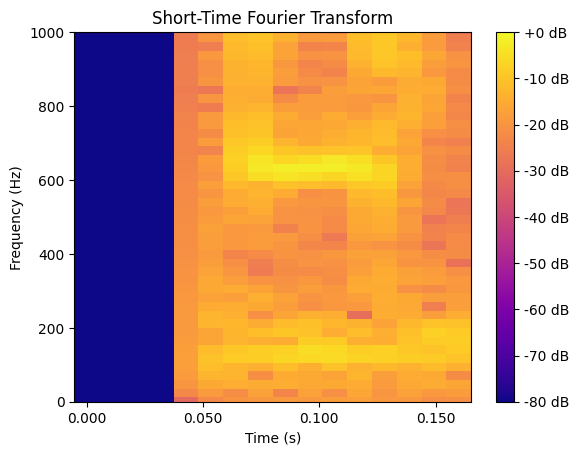 Short-Time Fourier Transform
1000
800
600
400
200
0
Frequency (Hz)
0.000
0.050
0.100
0.150
Time (s)
+0 dB
-10 dB
-20 dB
-30 dB
-40 dB
-50 dB
-60 dB
-70 dB
-80 dB